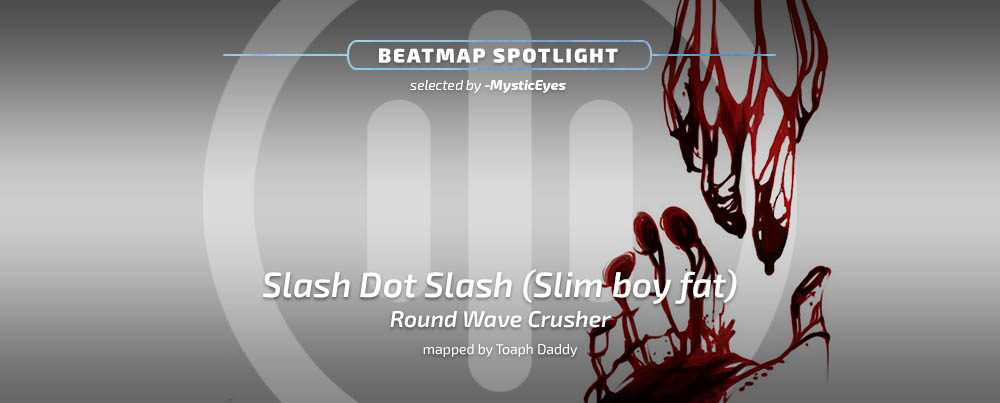 BEATMAP SPOTLIGHT
selected by -MysticEyes
Slash Dot Slash (Slim boy fat)
Round Wave Crusher
mapped by Toaph Daddy